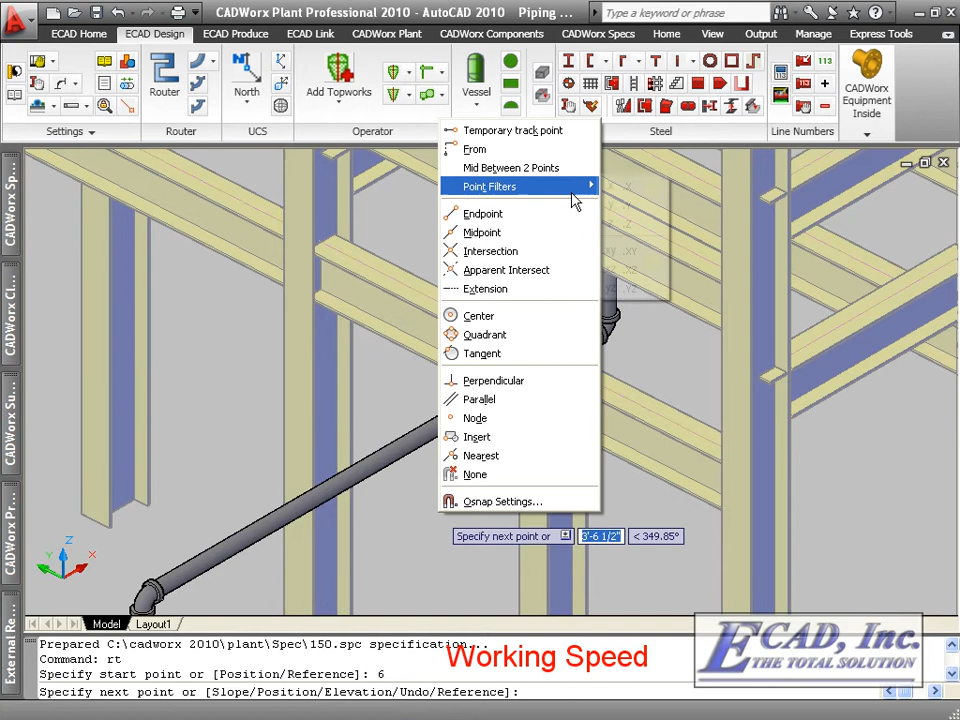 CADWorx Plant Professional 2010 - AutoCAD 2010 Piping ...
Type a keyword or phrase
ECAD Home ECAD Design ECAD Produce ECAD Link CADWorx Plant CADWorx Components CADWorx Specs Home View Output Manage Express Tools
Router
North
Add Topworks
Vessel
113
CADWorx
Equipment
Inside
Settings
Router
UCS
Operator
Steel
Line Numbers
Temporary track point
From
Mid Between 2 Points
Point Filters
Endpoint
Midpoint
Intersection
Apparent Intersect
Extension
Center
Quadrant
Tangent
Perpendicular
Parallel
Node
Insert
Nearest
None
Osnap Settings...
.X
.Y
.Z
.XY
.XZ
.YZ
CADWorx Sp...
CADWorx Cl...
CADWorx Su...
CADWorx Pr...
External Re...
Specify next point or 3'-6 1/2" < 349.85°
Z
Y X
Model Layout1
Prepared C:\cadworx 2010\plant\Spec\150.spc specification...
Command: rt
Specify start point or [Position/Reference]: 6
Specify next point or [Slope/Position/Elevation/Undo/Reference]:
Working Speed
ECAD, Inc.
THE TOTAL SOLUTION